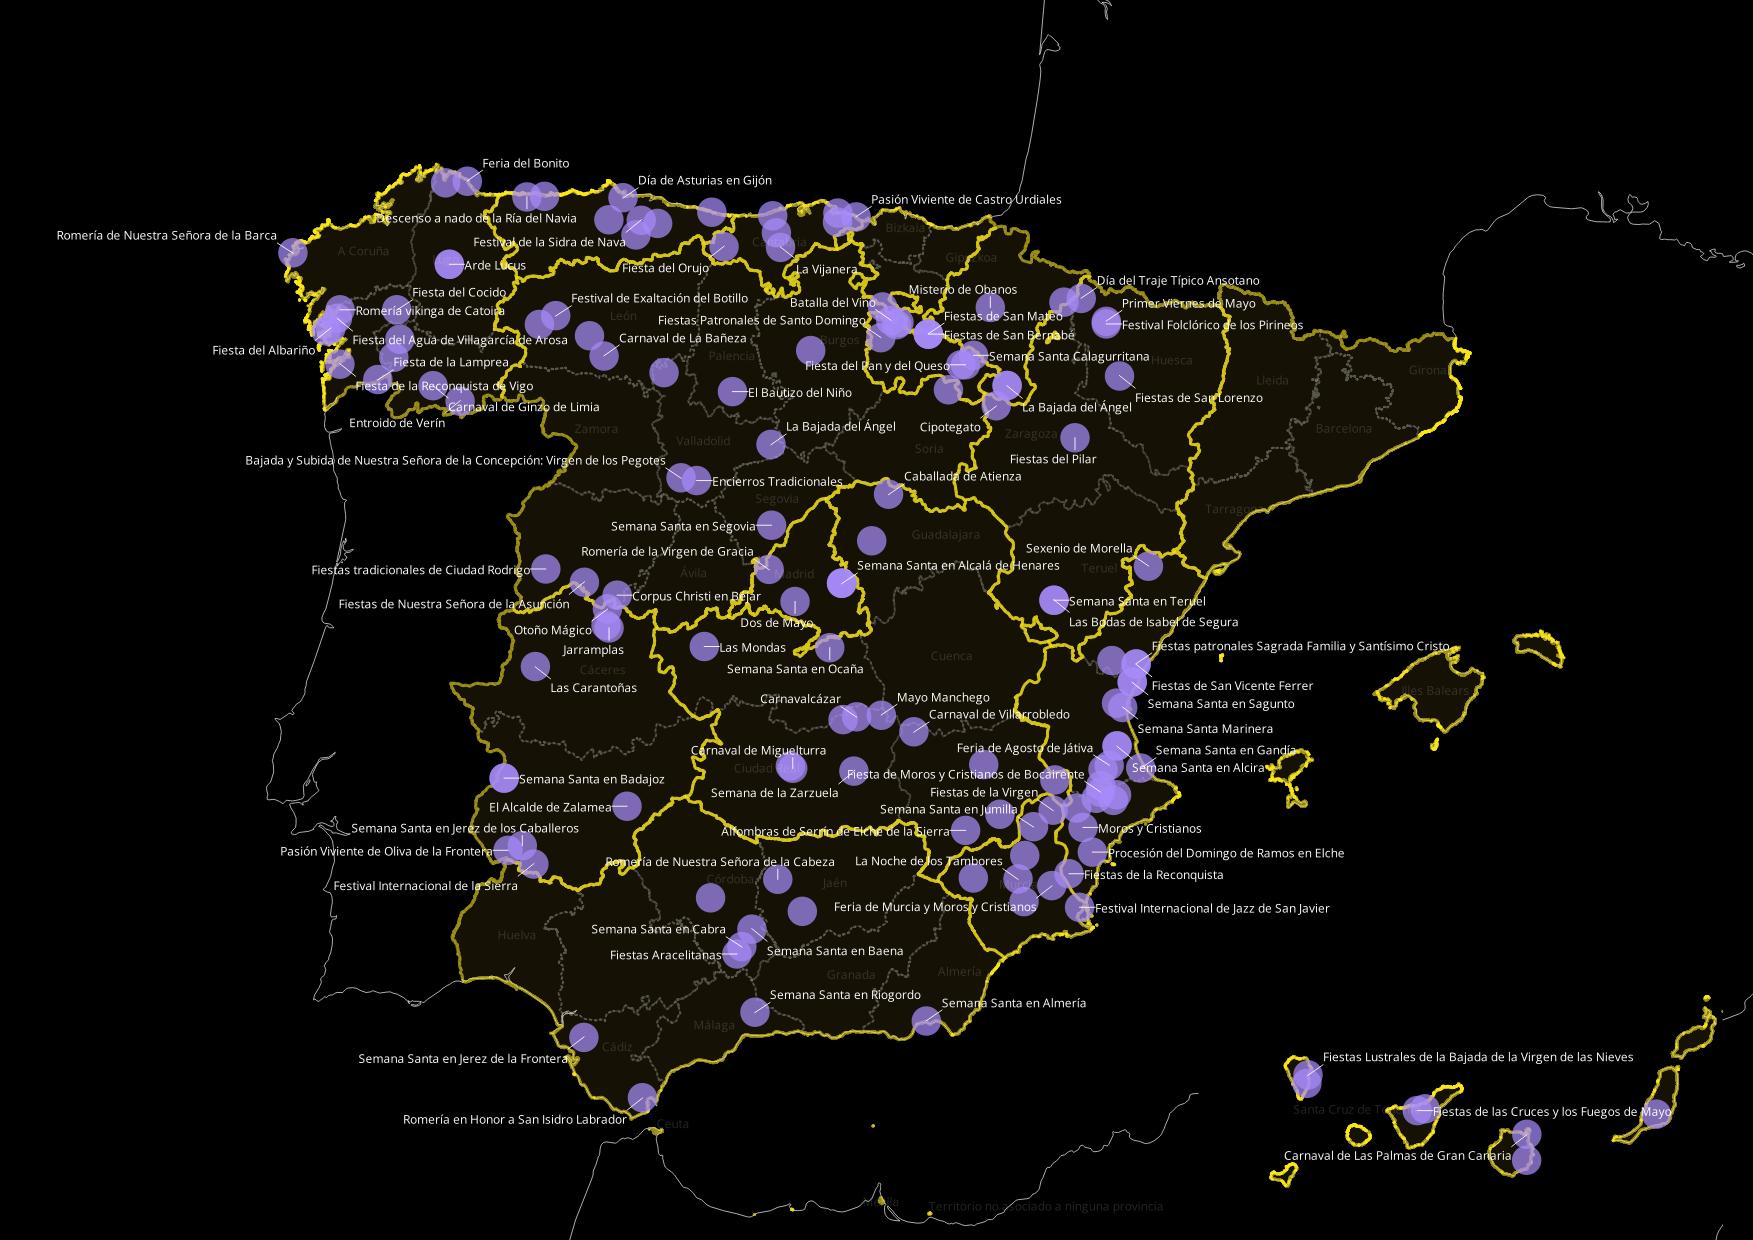 Feria del Bonito
Día de Asturias en Gijón
Pasión Viviente de Castro Urdiales
Descenso a nado de la Ría del Navia
Bizkaia
Romería de Nuestra Señora de la Barca
Festival de la Sidra de Nava
Cantabria
A Coruña
Gipuzkoa
Arde Lucus
Fiesta del Orujo
La Vijanera
Día del Traje Típico Ansotano
Misterio de Obanos
Fiesta del Cocido
Festival de Exaltación del Botillo
Batalla del Vino
Primer Viernes de Mayo
Romería vikinga de Catoira
León
Fiestas Patronales de Santo Domingo
Fiestas de San Mateo
Festival Folclórico de los Pirineos
Fiesta del Agua de Villagarcía de Arosa
Carnaval de La Bañeza
Burgos
Fiestas de San Bernabé
Fiesta del Albariño
Palencia
Semana Santa Calagurritana
Huesca
Fiesta de la Lamprea
Fiesta del Pan y del Queso
Girona
Lleida
Fiesta de la Reconquista de Vigo
El Bautizo del Niño
Fiestas de San Lorenzo
Carnaval de Ginzo de Limia
La Bajada del Ángel
Entroido de Verín
Zamora
La Bajada del Ángel
Cipotegato
Zaragoza
Barcelona
Valladolid
Soria
Bajada y Subida de Nuestra Señora de la Concepción: Virgen de los Pegotes
Fiestas del Pilar
Encierros Tradicionales
Caballada de Atienza
Segovia
Tarragona
Semana Santa en Segovia
Guadalajara
Romería de la Virgen de Gracia
Sexenio de Morella
Fiestas tradicionales de Ciudad Rodrigo
Ávila
Madrid
Semana Santa en Alcalá de Henares
Teruel
Fiestas de Nuestra Señora de la Asunción
Corpus Christi en Béjar
Semana Santa en Teruel
Otoño Mágico
Dos de Mayo
Las Bodas de Isabel de Segura
Jarramplas
Las Mondas
Fiestas patronales Sagrada Familia y Santísimo Cristo
Cáceres
Semana Santa en Ocaña
Cuenca
Las Carantoñas
Fiestas de San Vicente Ferrer
Illes Balears
Carnavalcázar
Mayo Manchego
Semana Santa en Sagunto
Carnaval de Villarrobledo
Semana Santa Marinera
Carnaval de Miguelturra
Feria de Agosto de Játiva
Semana Santa en Gandía
Ciudad Real
Semana Santa en Alcira
Semana Santa en Badajoz
Fiesta de Moros y Cristianos de Bocairente
Semana de la Zarzuela
Fiestas de la Virgen
El Alcalde de Zalamea
Semana Santa en Jumilla
Semana Santa en Jerez de los Caballeros
Alfombras de Serrín de Elche de la Sierra
Moros y Cristianos
Pasión Viviente de Oliva de la Frontera
Romería de Nuestra Señora de la Cabeza
La Noche de los Tambores
Procesión del Domingo de Ramos en Elche
Festival Internacional de la Sierra
Córdoba
Jaén
Murcia
Fiestas de la Reconquista
Feria de Murcia y Moros y Cristianos
Festival Internacional de Jazz de San Javier
Huelva
Semana Santa en Cabra
Fiestas Aracelitanas
Semana Santa en Baena
Granada
Almería
Semana Santa en Riogordo
Semana Santa en Almería
Málaga
Cádiz
Semana Santa en Jerez de la Frontera
Fiestas Lustrales de la Bajada de la Virgen de las Nieves
Romería en Honor a San Isidro Labrador
Ceuta
Santa Cruz de Tenerife
Fiestas de las Cruces y los Fuegos de Mayo
Carnaval de Las Palmas de Gran Canaria
Melilla
Territorio no asociado a ninguna provincia